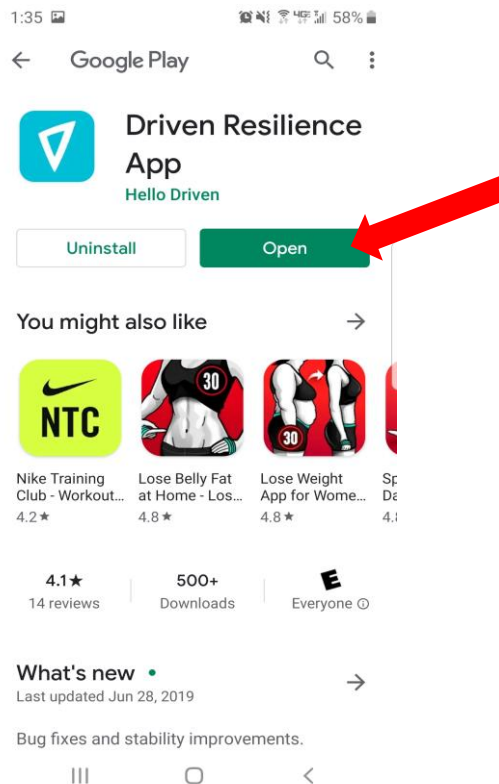 1:35 58%
Google Play
Driven Resilience
App
Hello Driven
Uninstall Open
You might also like
NTC 30 30
Nike Training Lose Belly Fat Lose Weight Sp
Club - Workout... at Home - Los... App for Wome... Da
4.2★ 4.8★ 4.8★ 4.
4.1★ 500+ E
14 reviews Downloads Everyone
What's new
Last updated Jun 28, 2019
Bug fixes and stability improvements.